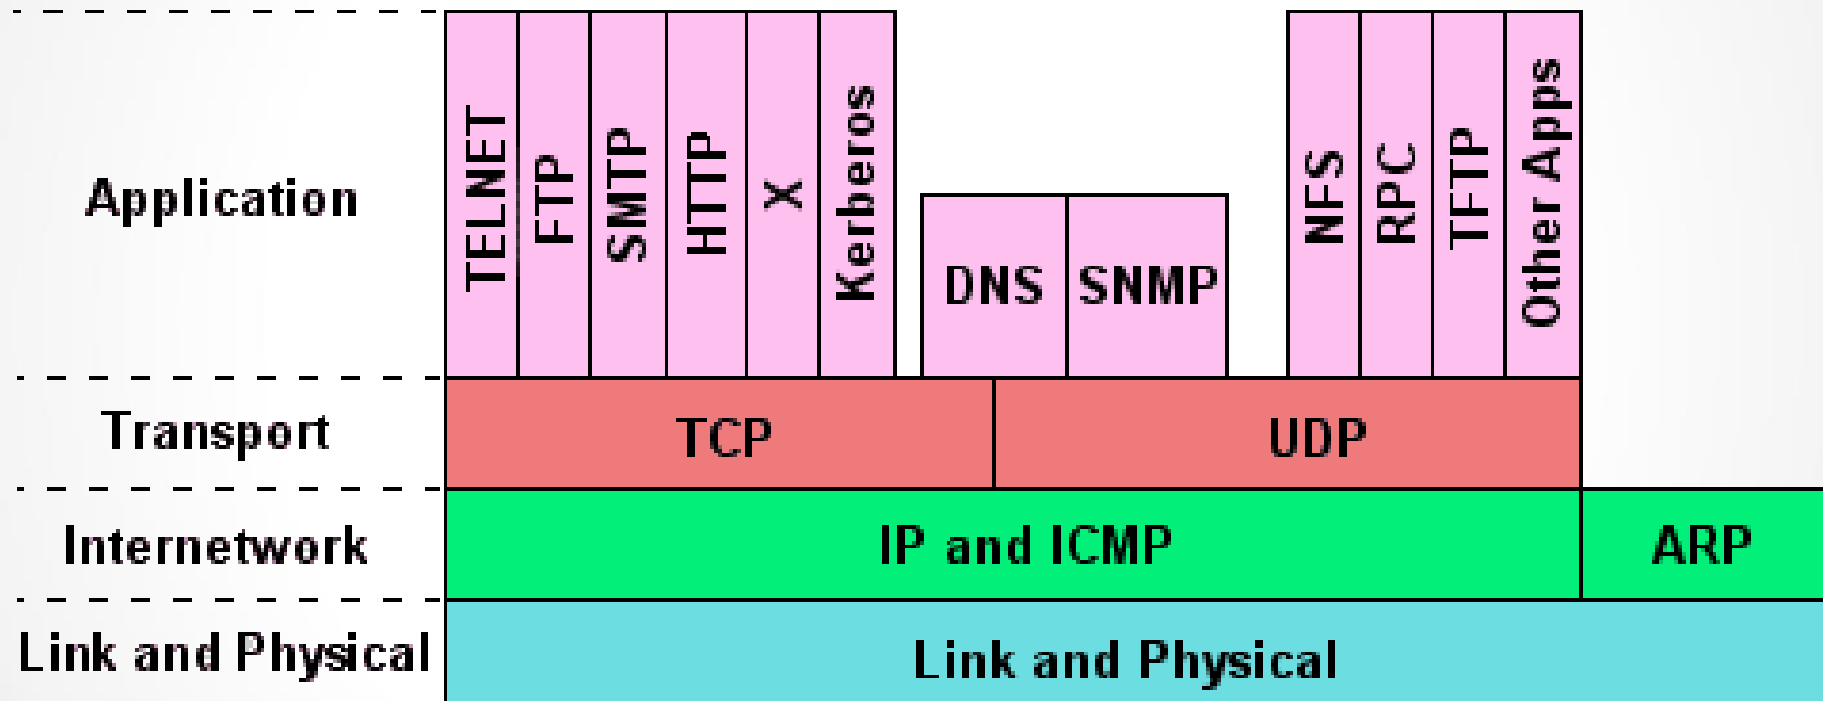 Application
TELNET
FTP
SMTP
HTTP
X
Kerberos
DNS
SNMP
NFS
RPC
TFTP
Other Apps
Transport
TCP
UDP
Internetwork
IP and ICMP
ARP
Link and Physical
Link and Physical